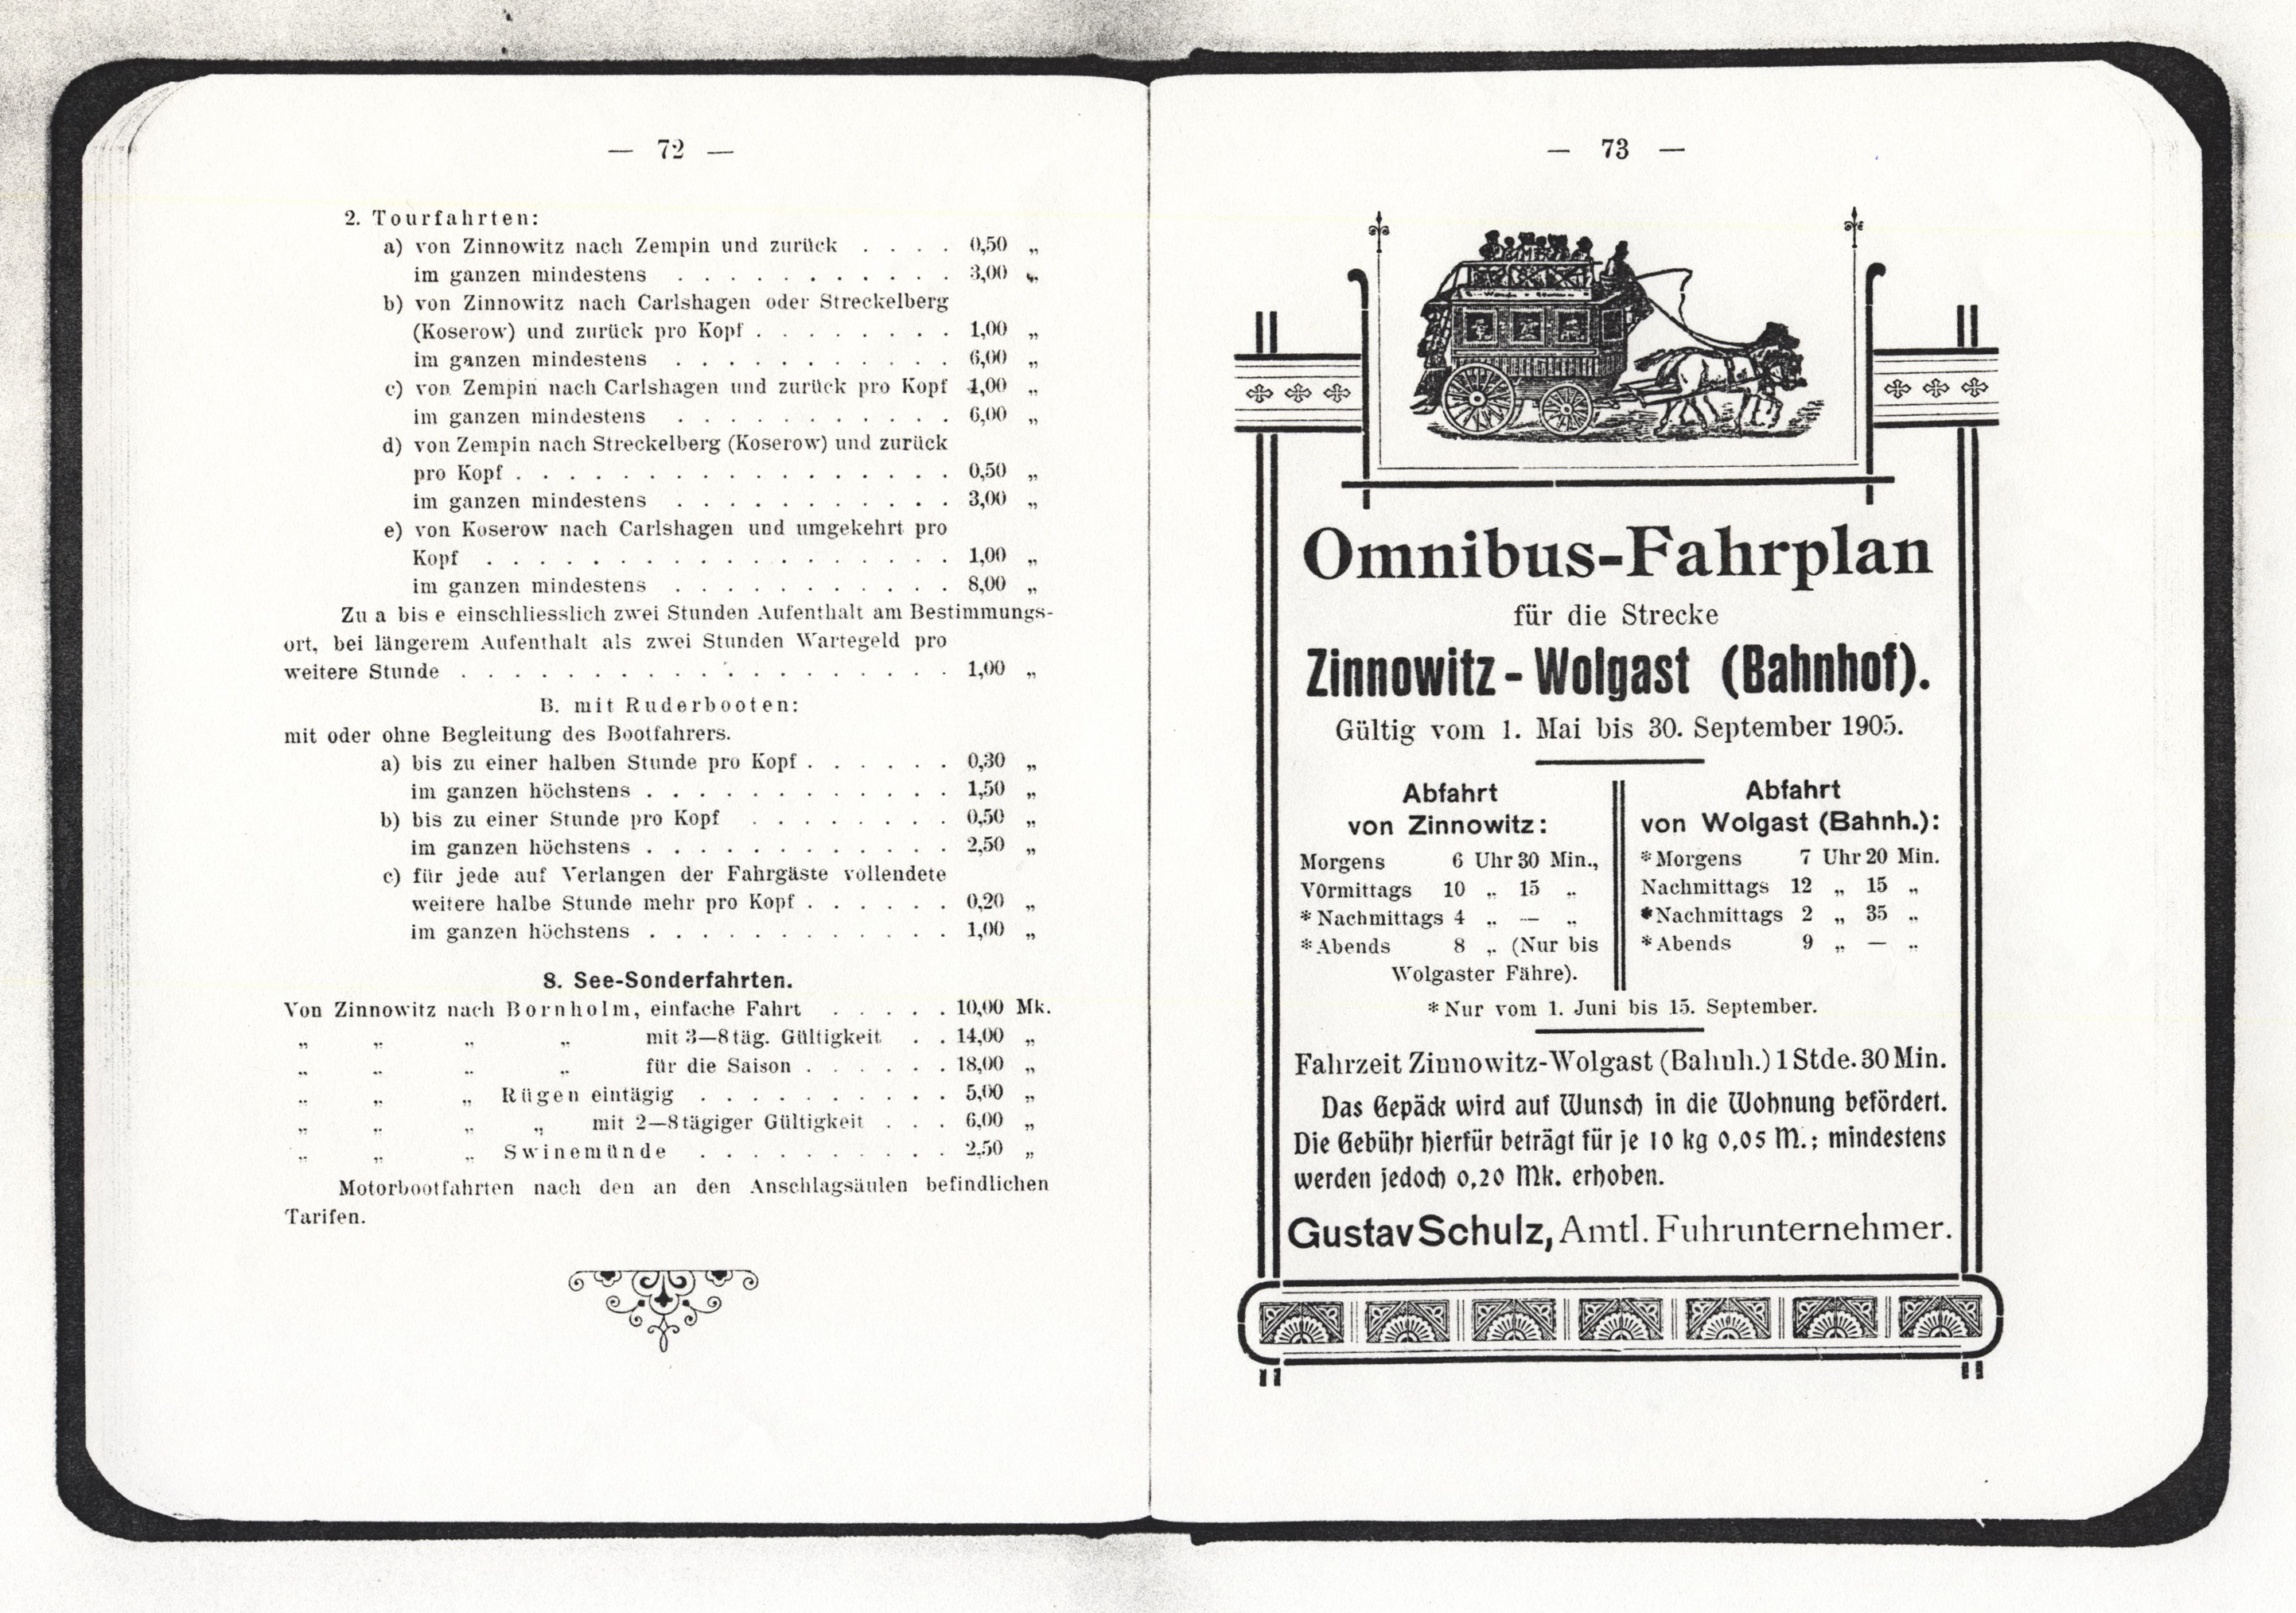 — 72 —
2. Tourfahrten:
a) von Zinnowitz nach Zempin und zurück . . . . 0,50 „
im ganzen mindestens . . . . . . . . . . . 3,00 „
b) von Zinnowitz nach Carlshagen oder Streckelberg
(Koserow) und zurück pro Kopf . . . . . . . . 1,00 „
im ganzen mindestens . . . . . . . . . . . 6,00 „
c) von Zempin nach Carlshagen und zurück pro Kopf 1,00 „
im ganzen mindestens . . . . . . . . . . . 6,00 „
d) von Zempin nach Streckelberg (Koserow) und zurück
pro Kopf . . . . . . . . . . . . . . . . . 0,50 „
im ganzen mindestens . . . . . . . . . . . 3,00 „
e) von Koserow nach Carlshagen und umgekehrt pro
Kopf . . . . . . . . . . . . . . . . . . 1,00 „
im ganzen mindestens . . . . . . . . . . . 8,00 „
Zu a bis e einschliesslich zwei Stunden Aufenthalt am Bestimmungs-
ort, bei längerem Aufenthalt als zwei Stunden Wartegeld pro
weitere Stunde . . . . . . . . . . . . . . . . . . . 1,00 „
B. mit Ruderbooten:
mit oder ohne Begleitung des Bootfahrers.
a) bis zu einer halben Stunde pro Kopf . . . . . . 0,30 „
im ganzen höchstens . . . . . . . . . . . . 1,50 „
b) bis zu einer Stunde pro Kopf . . . . . . . . 0,50 „
im ganzen höchstens . . . . . . . . . . . . 2,50 „
c) für jede auf Verlangen der Fahrgäste vollendete
weitere halbe Stunde mehr pro Kopf . . . . . . 0,20 „
im ganzen höchstens . . . . . . . . . . . . 1,00 „
8. See-Sonderfahrten.
Von Zinnowitz nach Bornholm, einfache Fahrt . . . . . 10,00 Mk.
„ „ „ „ mit 3—8täg. Gültigkeit . . 14,00 „
„ „ „ „ für die Saison . . . . . . 18,00 „
„ „ „ Rügen eintägig . . . . . . . . . . 5,00 „
„ „ „ „ mit 2—8tägiger Gültigkeit . . . 6,00 „
„ „ „ Swinemünde . . . . . . . . . . 2,50 „
Motorbootfahrten nach den an den Anschlagsäulen befindlichen
Tarifen.
— 73 —
Omnibus-Fahrplan
für die Strecke
Zinnowitz - Wolgast (Bahnhof).
Gültig vom 1. Mai bis 30. September 1905.
Abfahrt
von Zinnowitz:
Morgens 6 Uhr 30 Min.,
Vormittags 10 „ 15 „
*Nachmittags 4 „ — „
*Abends 8 „ (Nur bis
Wolgaster Fähre).
Abfahrt
von Wolgast (Bahnh.):
*Morgens 7 Uhr 20 Min.
Nachmittags 12 „ 15 „
*Nachmittags 2 „ 35 „
*Abends 9 „ — „
*Nur vom 1. Juni bis 15. September.
Fahrzeit Zinnowitz-Wolgast (Bahnh.) 1 Stde. 30 Min.
Das Gepäck wird auf Wunsch in die Wohnung befördert.
Die Gebühr hierfür beträgt für je 10 kg 0,05 M.; mindestens
werden jedoch 0,20 Mk. erhoben.
Gustav Schulz, Amtl. Fuhrunternehmer.